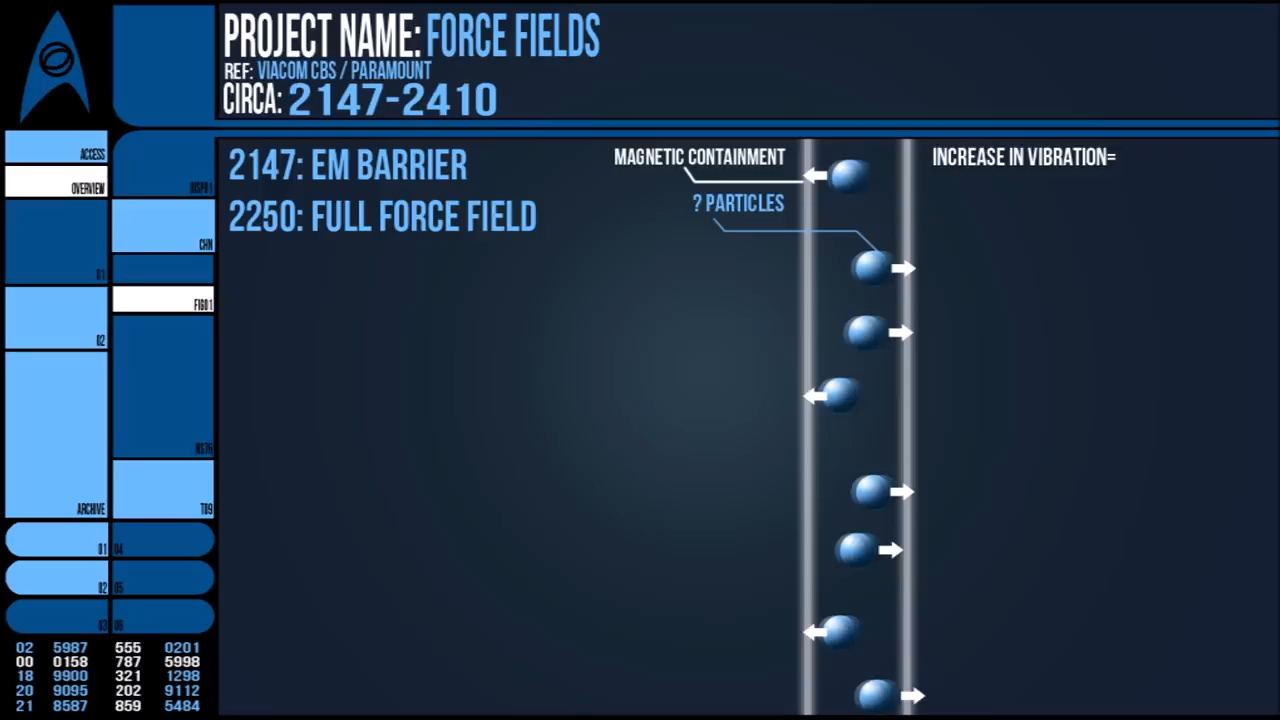 PROJECT NAME: FORCE FIELDS
REF: VIACOM CBS / PARAMOUNT
CIRCA: 2147-2410
ACCESS
OVERVIEW
01
02
ARCHIVE
01
02
03
CHN
FIG01
T09
04
05
06
02 5987 555 0201
00 0158 787 5998
18 9900 321 1298
20 9095 202 9112
21 8587 859 5484
2147: EM BARRIER
2250: FULL FORCE FIELD
MAGNETIC CONTAINMENT
? PARTICLES
INCREASE IN VIBRATION=